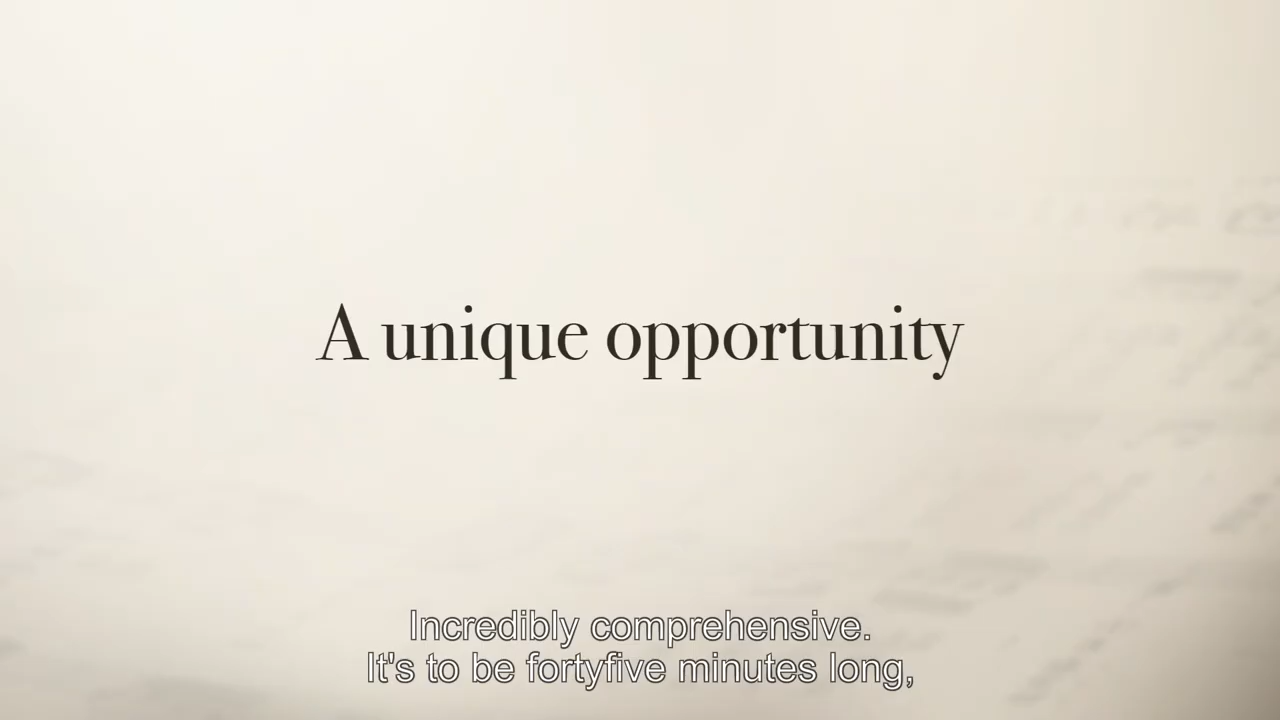 A unique opportunity
Incredibly comprehensive.
It's to be fortyfive minutes long,